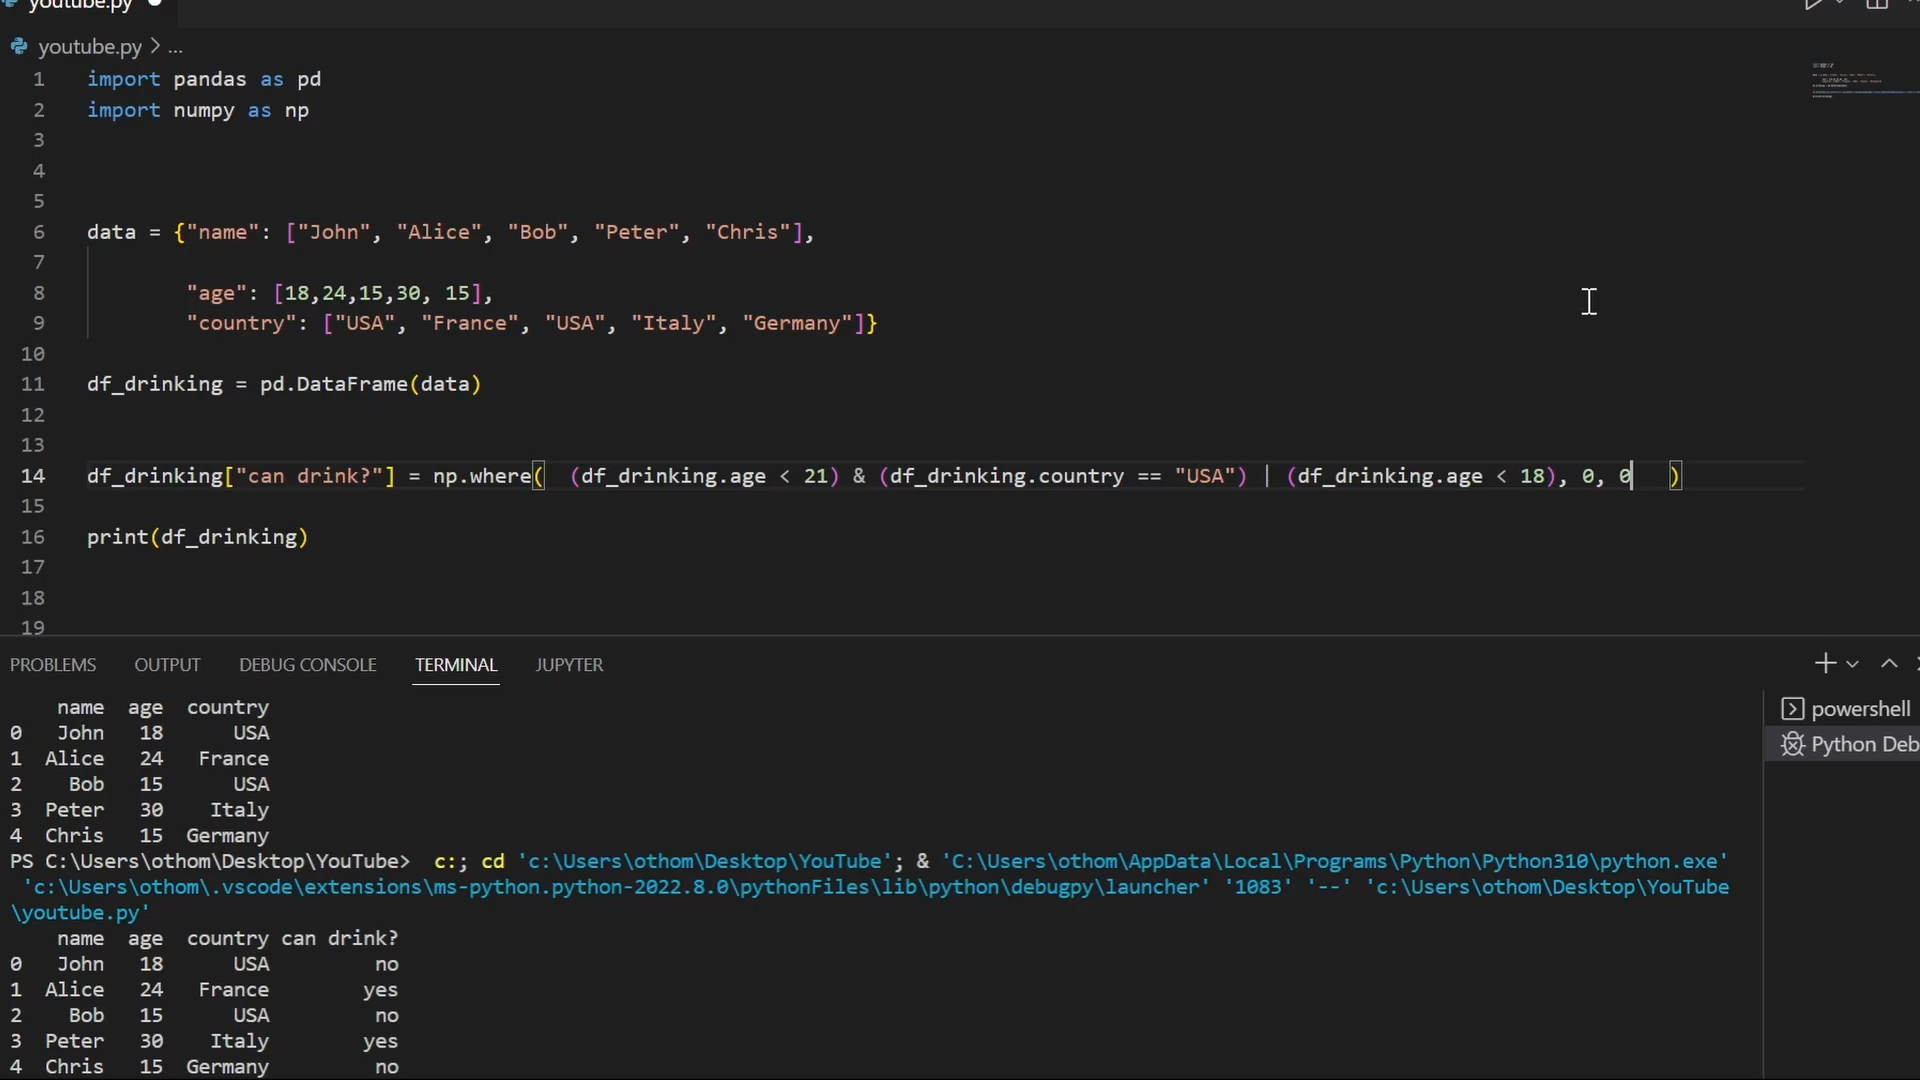 youtube.py
youtube.py > ...
1 import pandas as pd
2 import numpy as np
3
4
5
6 data = {"name": ["John", "Alice", "Bob", "Peter", "Chris"],
7
8 "age": [18,24,15,30, 15],
9 "country": ["USA", "France", "USA", "Italy", "Germany"]}
10
11 df_drinking = pd.DataFrame(data)
12
13
14 df_drinking["can drink?"] = np.where(  (df_drinking.age < 21) & (df_drinking.country == "USA") | (df_drinking.age < 18), 0, 0   )
15
16 print(df_drinking)
17
18
19
PROBLEMS OUTPUT DEBUG CONSOLE TERMINAL JUPYTER
name age country
0 John 18 USA
1 Alice 24 France
2 Bob 15 USA
3 Peter 30 Italy
4 Chris 15 Germany
PS C:\Users\othom\Desktop\YouTube>  c:; cd 'c:\Users\othom\Desktop\YouTube'; & 'C:\Users\othom\AppData\Local\Programs\Python\Python310\python.exe'
'c:\Users\othom\.vscode\extensions\ms-python.python-2022.8.0\pythonFiles\lib\python\debugpy\launcher' '1083' '--' 'c:\Users\othom\Desktop\YouTube
\youtube.py'
name age country can drink?
0 John 18 USA no
1 Alice 24 France yes
2 Bob 15 USA no
3 Peter 30 Italy yes
4 Chris 15 Germany no
powershell
Python Deb